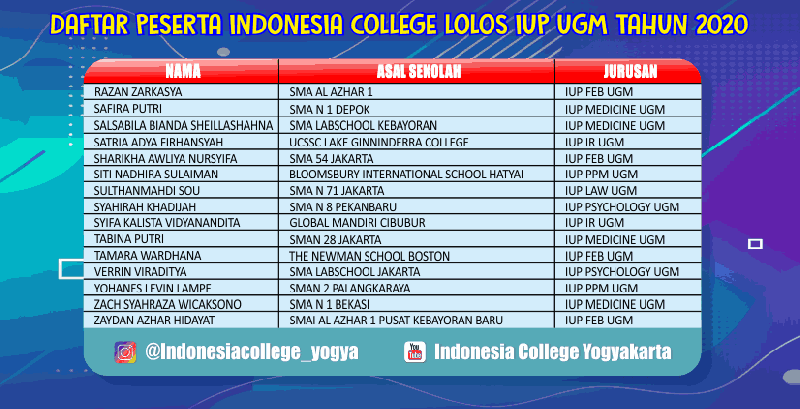 DAFTAR PESERTA INDONESIA COLLEGE LOLOS IUP UGM TAHUN 2020
NAMA ASAL SEKOLAH JURUSAN
RAZAN ZARKASYA SMA AL AZHAR 1 IUP FEB UGM
SAFIRA PUTRI SMA N 1 DEPOK IUP MEDICINE UGM
SALSABILA BIANDA SHEILLASHAHNA SMA LABSCHOOL KEBAYORAN IUP MEDICINE UGM
SATRIA ADYA FIRHANSYAH UCSSC LAKE GINNINDERRA COLLEGE IUP IR UGM
SHARIKHA AWLIYA NURSYIFA SMA 54 JAKARTA IUP FEB UGM
SITI NADHIFA SULAIMAN BLOOMSBURY INTERNATIONAL SCHOOL HATYAI IUP PPM UGM
SULTHANMAHDI SOU SMA N 71 JAKARTA IUP LAW UGM
SYAHIRAH KHADIJAH SMA N 8 PEKANBARU IUP PSYCHOLOGY UGM
SYIFA KALISTA VIDYANANDITA GLOBAL MANDIRI CIBUBUR IUP IR UGM
TABINA PUTRI SMAN 28 JAKARTA IUP MEDICINE UGM
TAMARA WARDHANA THE NEWMAN SCHOOL BOSTON IUP FEB UGM
VERRIN VIRADITYA SMA LABSCHOOL JAKARTA IUP PSYCHOLOGY UGM
YOHANES LEVIN LAMPE SMAN 2 PALANGKARAYA IUP PPM UGM
ZACH SYAHRAZA WICAKSONO SMA N 1 BEKASI IUP MEDICINE UGM
ZAYDAN AZHAR HIDAYAT SMAI AL AZHAR 1 PUSAT KEBAYORAN BARU IUP FEB UGM
@Indonesiacollege_yogya You Tube Indonesia College Yogyakarta